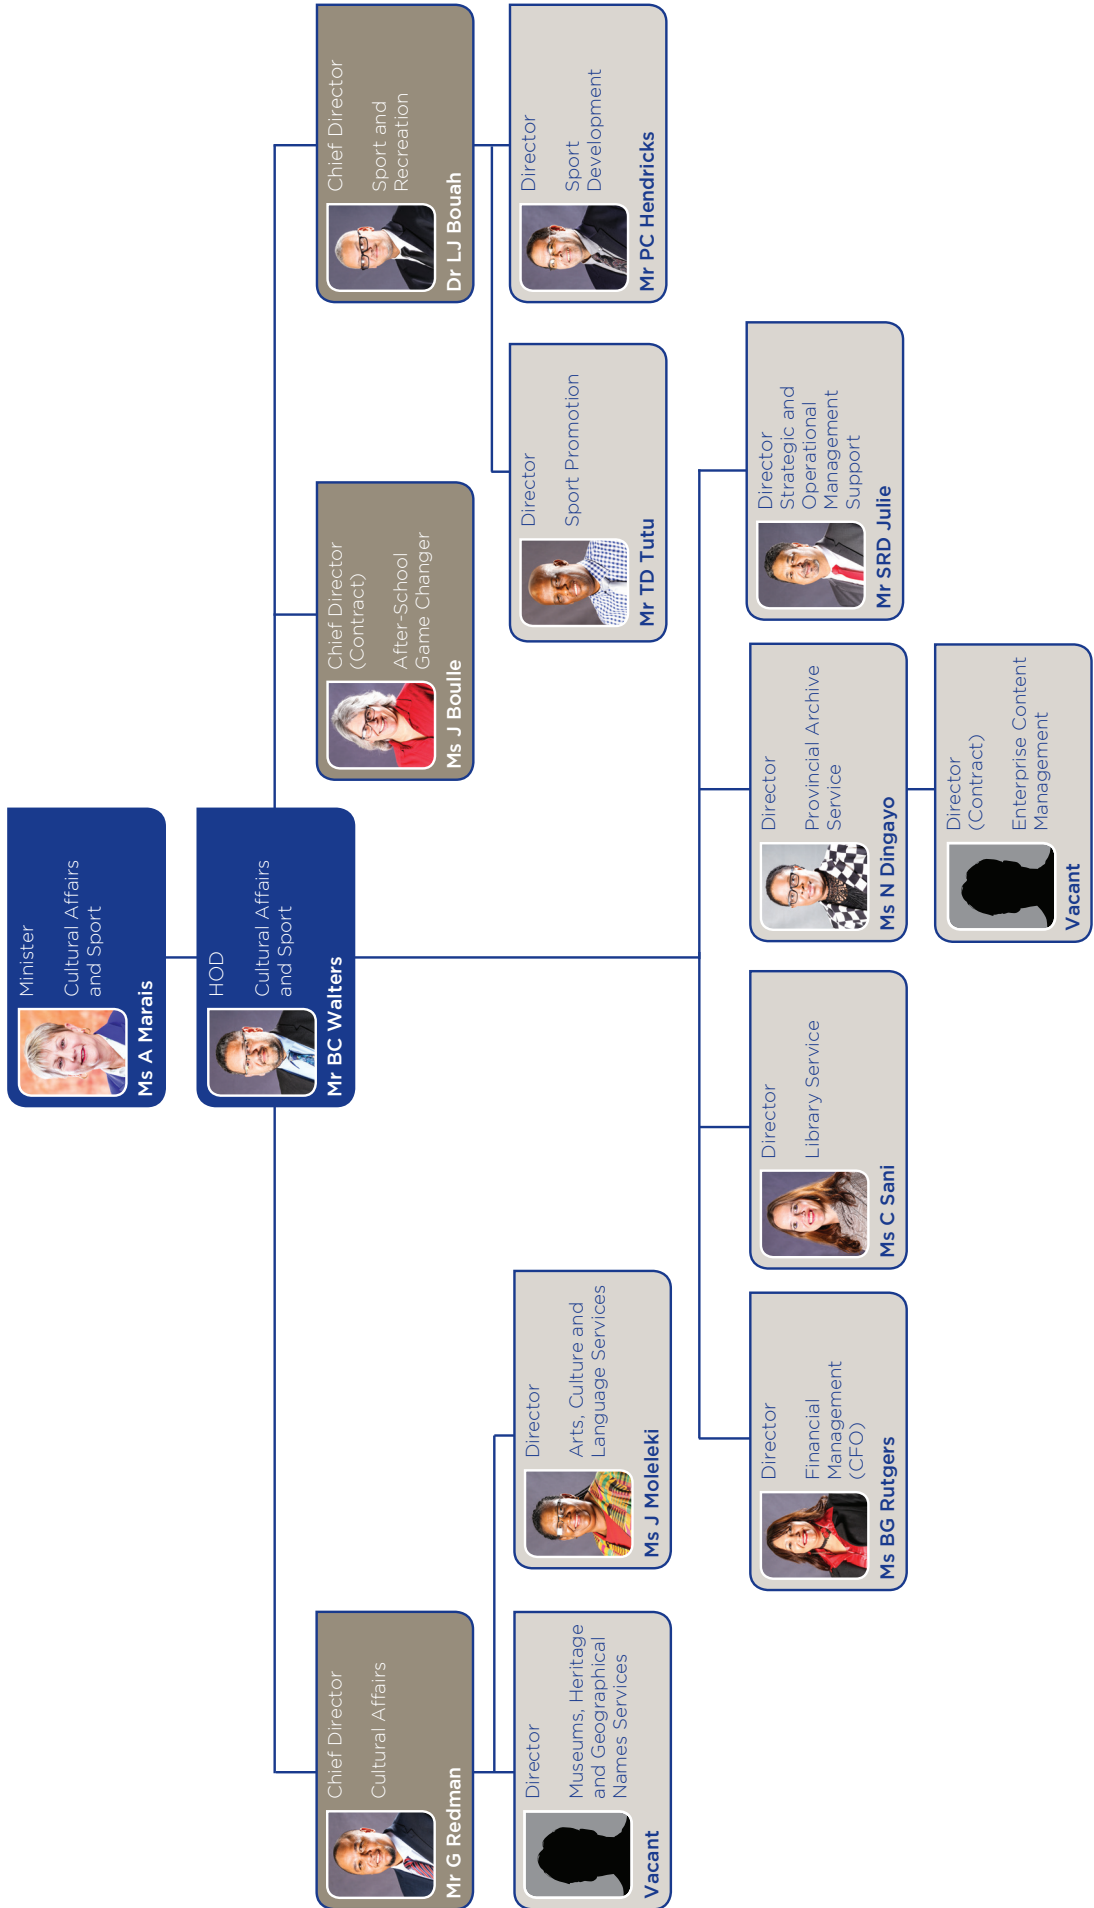 Minister
Cultural Affairs
and Sport
Ms A Marais
HOD
Cultural Affairs
and Sport
Mr BC Walters
Chief Director
Cultural Affairs
Mr G Redman
Chief Director
(Contract)
After-School
Game Changer
Ms J Boulle
Chief Director
Sport and
Recreation
Dr LJ Bouah
Director
Museums, Heritage
and Geographical
Names Services
Vacant
Director
Arts, Culture and
Language Services
Ms J Moleleki
Director
Sport Promotion
Mr TD Tutu
Director
Sport
Development
Mr PC Hendricks
Director
Financial
Management
(CFO)
Ms BG Rutgers
Director
Library Service
Ms C Sani
Director
Provincial Archive
Service
Ms N Dingayo
Director
Strategic and
Operational
Management
Support
Mr SRD Julie
Director
(Contract)
Enterprise Content
Management
Vacant